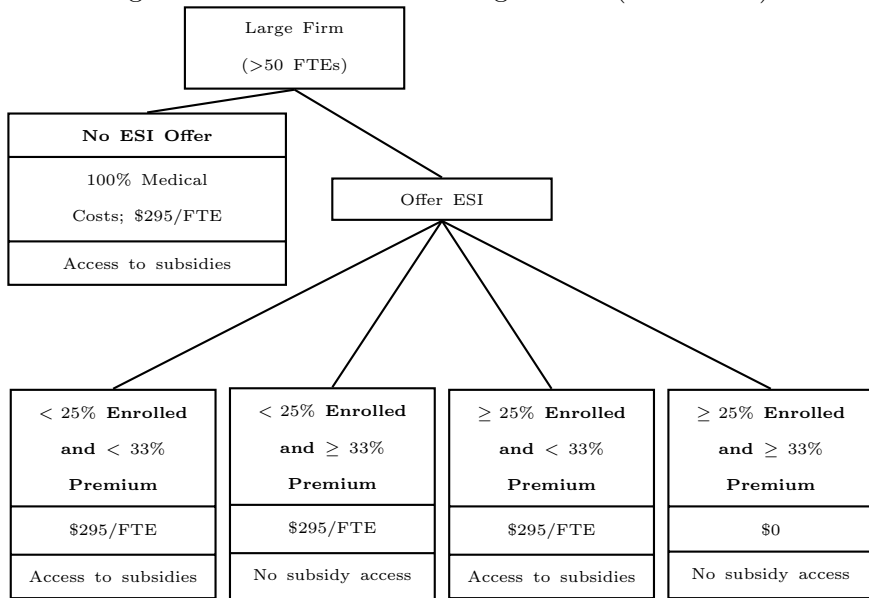 Large Firm
(>50 FTEs)
No ESI Offer
100% Medical
Costs; $295/FTE
Access to subsidies
Offer ESI
< 25% Enrolled
and < 33%
Premium
$295/FTE
Access to subsidies
< 25% Enrolled
and ≥ 33%
Premium
$295/FTE
No subsidy access
≥ 25% Enrolled
and < 33%
Premium
$295/FTE
Access to subsidies
≥ 25% Enrolled
and ≥ 33%
Premium
$0
No subsidy access